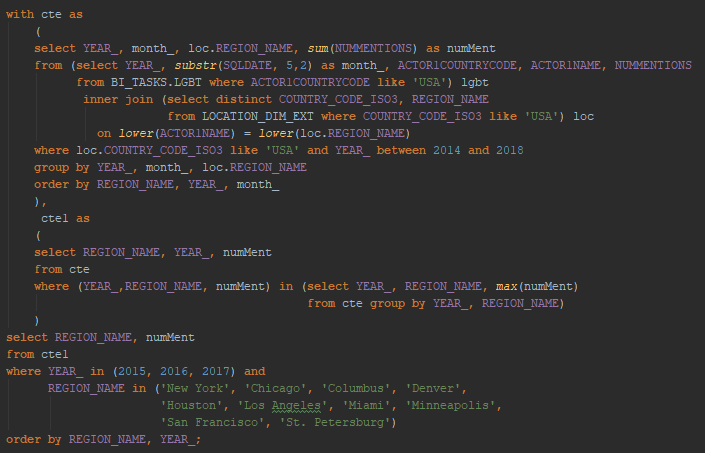 with cte as
(
select YEAR_, month_, loc.REGION_NAME, sum(NUMMENTIONS) as numMent
from (select YEAR_, substr(SQLDATE, 5,2) as month_, ACTOR1COUNTRYCODE, ACTOR1NAME, NUMMENTIONS
from BI_TASKS.LGBT where ACTOR1COUNTRYCODE like 'USA') lgbt
inner join (select distinct COUNTRY_CODE_ISO3, REGION_NAME
from LOCATION_DIM_EXT where COUNTRY_CODE_ISO3 like 'USA') loc
on lower(ACTOR1NAME) = lower(loc.REGION_NAME)
where loc.COUNTRY_CODE_ISO3 like 'USA' and YEAR_ between 2014 and 2018
group by YEAR_, month_, loc.REGION_NAME
order by REGION_NAME, YEAR_, month_
),
cte1 as
(
select REGION_NAME, YEAR_, numMent
from cte
where (YEAR_,REGION_NAME, numMent) in (select YEAR_, REGION_NAME, max(numMent)
from cte group by YEAR_, REGION_NAME)
)
select REGION_NAME, numMent
from cte1
where YEAR_ in (2015, 2016, 2017) and
REGION_NAME in ('New York', 'Chicago', 'Columbus', 'Denver',
'Houston', 'Los Angeles', 'Miami', 'Minneapolis',
'San Francisco', 'St. Petersburg')
order by REGION_NAME, YEAR_;